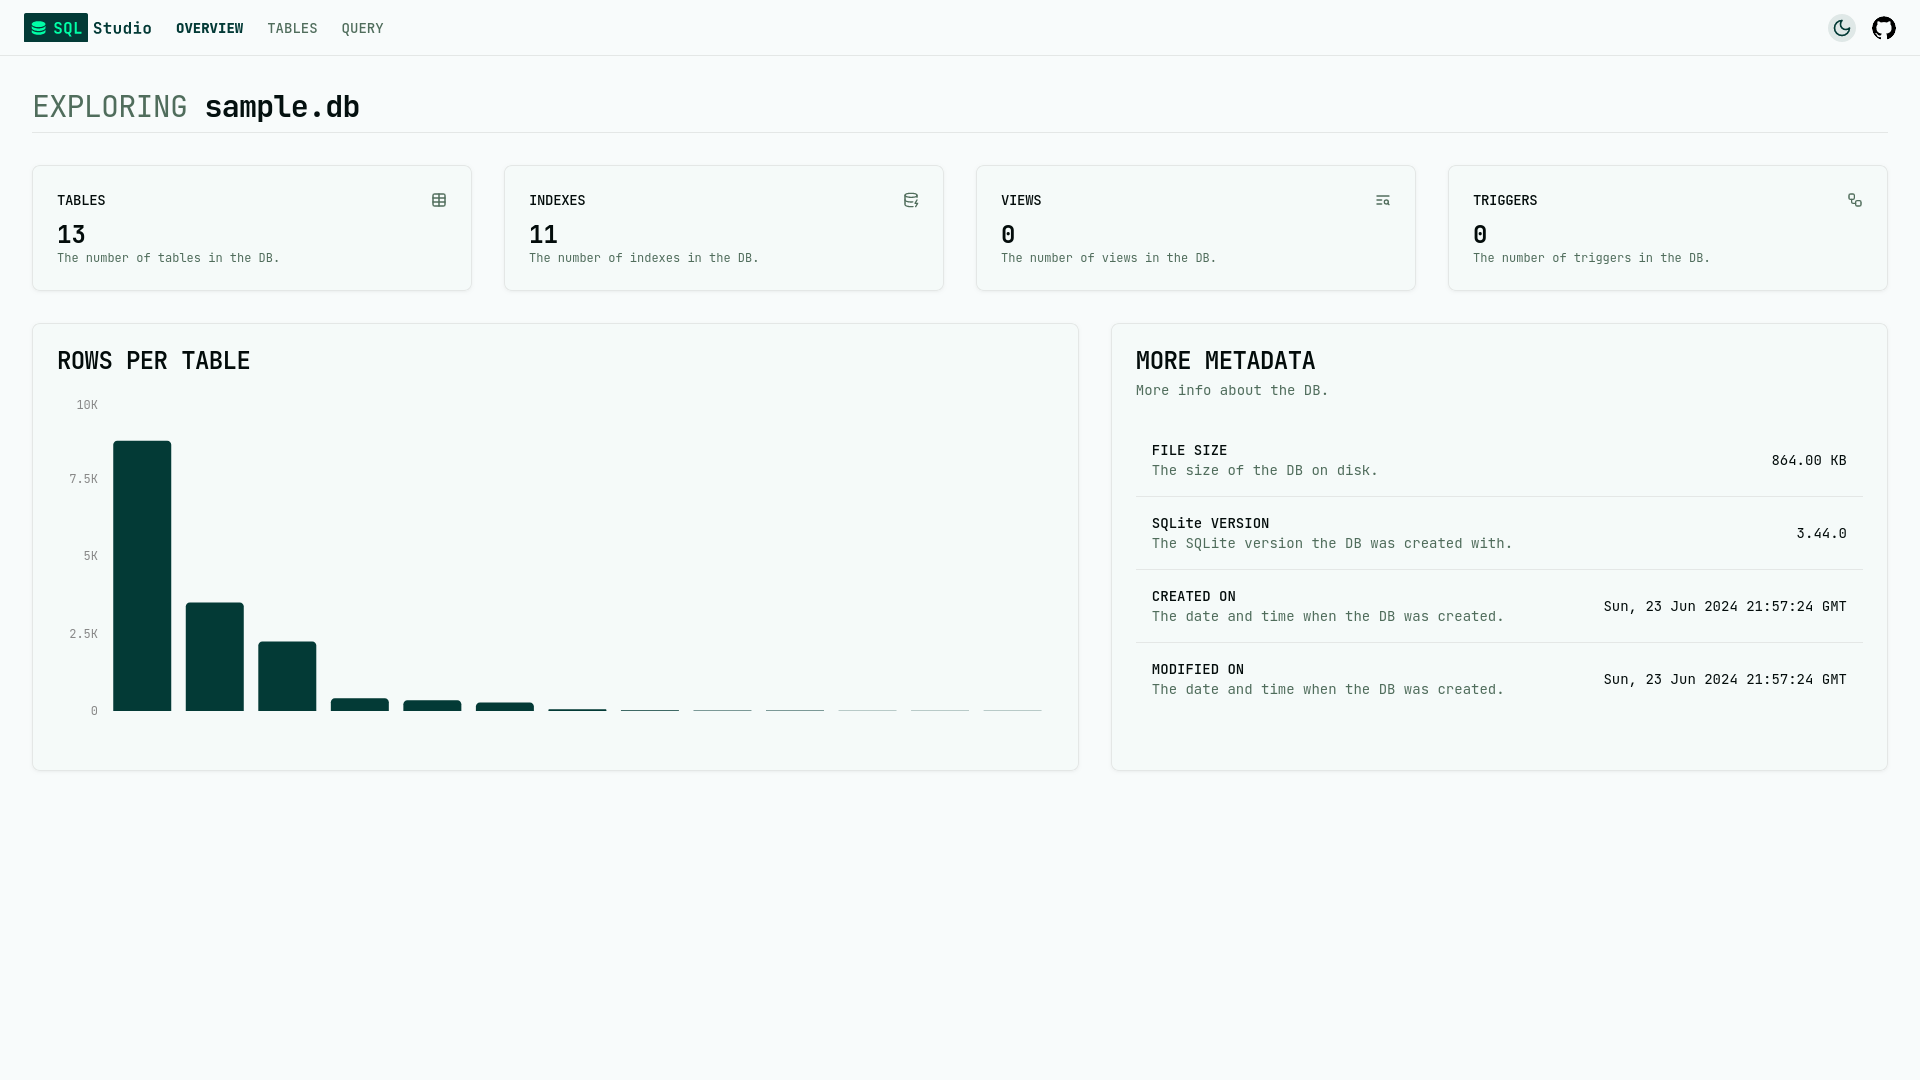 SQL Studio OVERVIEW TABLES QUERY
EXPLORING sample.db
TABLES
13
The number of tables in the DB.
INDEXES
11
The number of indexes in the DB.
VIEWS
0
The number of views in the DB.
TRIGGERS
0
The number of triggers in the DB.
ROWS PER TABLE
10K
7.5K
5K
2.5K
0
MORE METADATA
More info about the DB.
FILE SIZE
The size of the DB on disk.
864.00 KB
SQLite VERSION
The SQLite version the DB was created with.
3.44.0
CREATED ON
The date and time when the DB was created.
Sun, 23 Jun 2024 21:57:24 GMT
MODIFIED ON
The date and time when the DB was created.
Sun, 23 Jun 2024 21:57:24 GMT